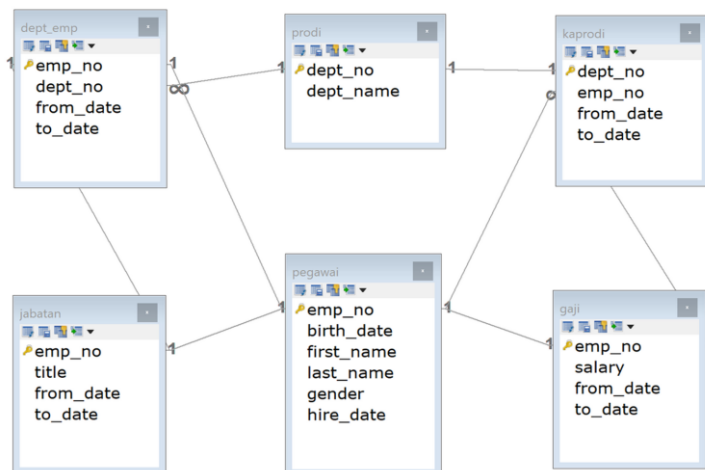 dept_emp
1
emp_no
1
dept_no
∞
from_date
to_date
prodi
1
dept_no
1
dept_name
kaprodi
1
dept_no
emp_no
∞
from_date
to_date
jabatan
emp_no
1
title
from_date
to_date
pegawai
1
emp_no
1
birth_date
first_name
last_name
gender
hire_date
gaji
1
emp_no
salary
from_date
to_date